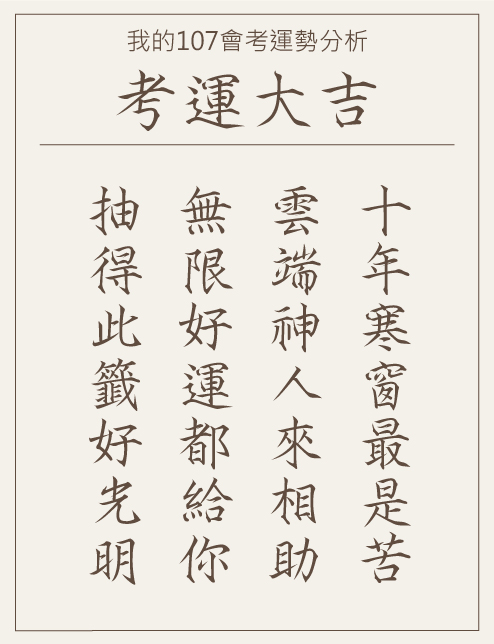 我的107會考運勢分析
考運大吉
十年寒窗最是苦
雲端神人來相助
無限好運都給你
抽得此籤好光明